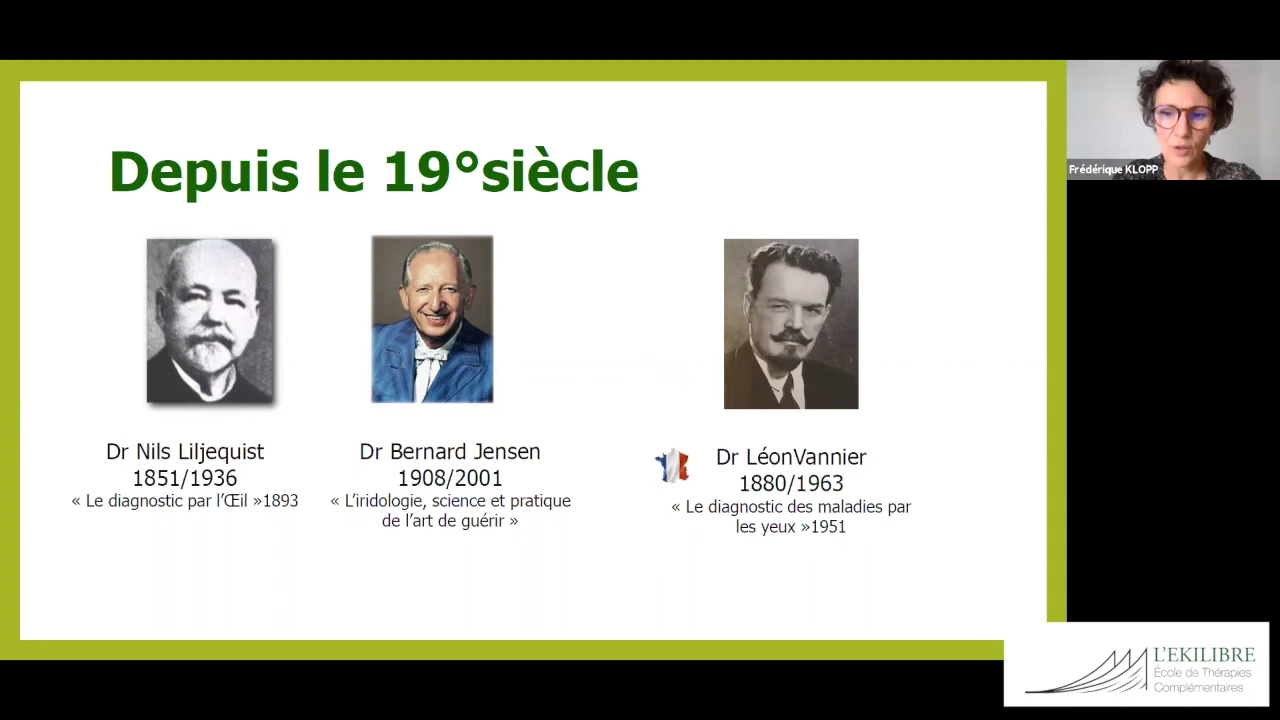 Depuis le 19°siècle
Dr Nils Liljequist
1851/1936
« Le diagnostic par l’Œil »1893
Dr Bernard Jensen
1908/2001
« L’iridologie, science et pratique
de l’art de guérir »
Dr LéonVannier
1880/1963
« Le diagnostic des maladies par
les yeux »1951
Frédérique KLOPP
L'EKILIBRE
École de Thérapies
Complémentaires